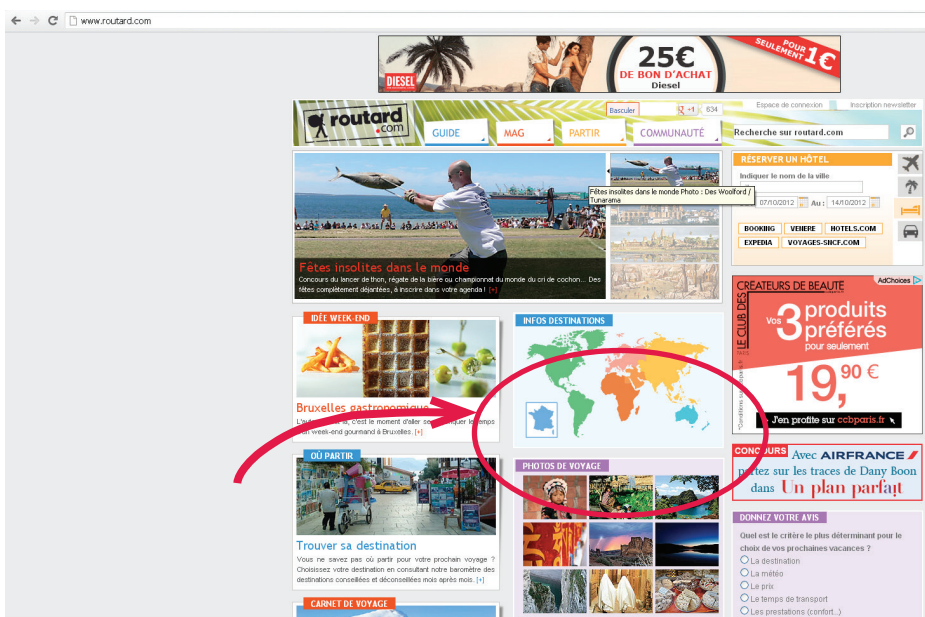 www.routard.com
DIESEL
25€
DE BON D'ACHAT
Diesel
POUR
SEULEMENT 1€
routard
.com
Basculer
+1
634
Espace de connexion
Inscription newsletter
GUIDE
MAG
PARTIR
COMMUNAUTÉ
Recherche sur routard.com
Fêtes insolites dans le monde Photo : Des Woolford /
Tunarama
Fêtes insolites dans le monde
Concours du lancer de thon, régate de la bière ou championnat du monde du cri de cochon... Des
fêtes complètement déjantées, à inscrire dans votre agenda ! [+]
RÉSERVER UN HÔTEL
Indiquer le nom de la ville
07/10/2012 Au : 14/10/2012
BOOKING VENERE HOTELS.COM
EXPEDIA VOYAGES-SNCF.COM
IDÉE WEEK-END
Bruxelles gastronomique
c'est le moment d'aller
week-end gourmand à Bruxelles. [+]
INFOS DESTINATIONS
AdChoices
CRÉATEURS DE BEAUTÉ
LE CLUB DES
PARIS
Vos 3 produits
préférés
pour seulement
19,90 €
J'en profite sur ccbparis.fr
OÙ PARTIR
Trouver sa destination
Vous ne savez pas où partir pour votre prochain voyage ?
Choisissez votre destination en consultant notre baromètre des
destinations conseillées et déconseillées mois après mois. [+]
PHOTOS DE VOYAGE
CONCOURS
Avec AIRFRANCE
partez sur les traces de Dany Boon
dans Un plan parfait
DONNEZ VOTRE AVIS
Quel est le critère le plus déterminant pour le
choix de vos prochaines vacances ?
La destination
La météo
Le prix
Le temps de transport
Les prestations (confort...)
CARNET DE VOYAGE